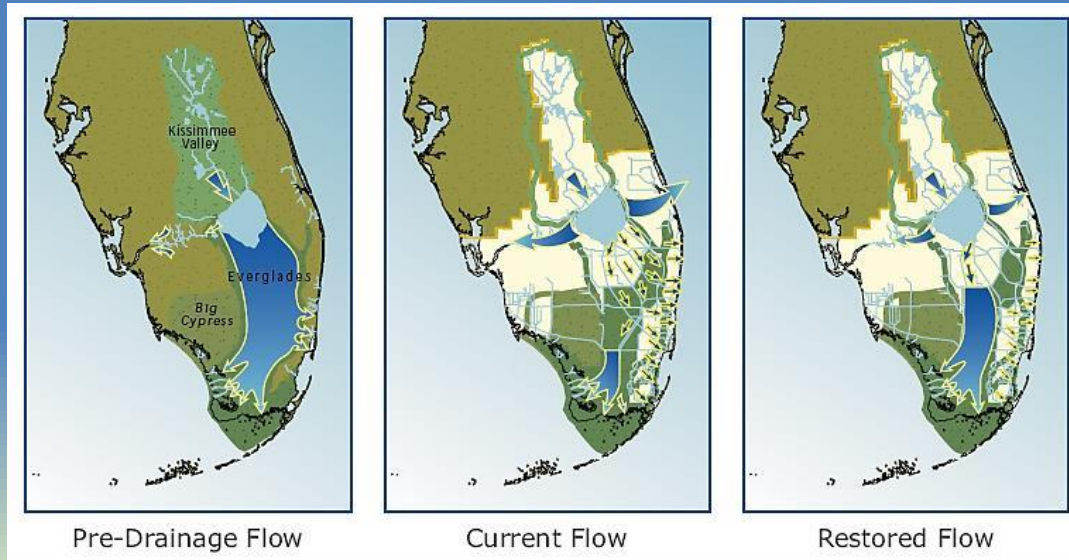 Kissimmee
Valley
Everglades
Big
Cypress
Pre-Drainage Flow
Current Flow
Restored Flow